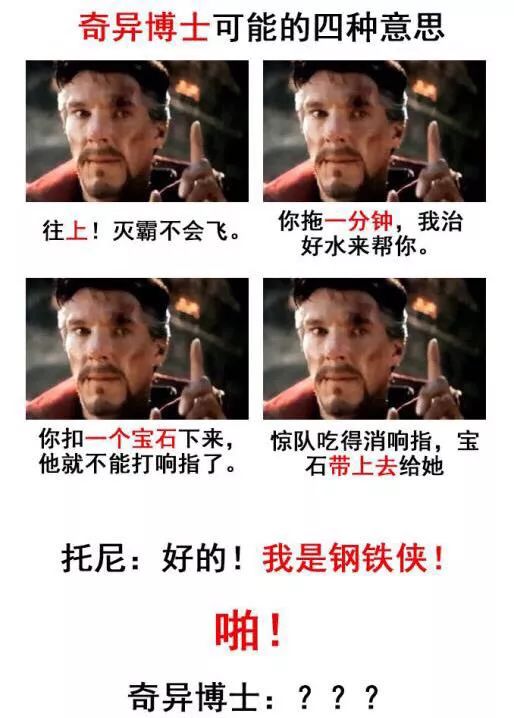 奇异博士可能的四种意思
往上！灭霸不会飞。
你拖一分钟，我治
好水来帮你。
你扣一个宝石下来，
他就不能打响指了。
惊队吃得消响指，宝
石带上去给她
托尼：好的！我是钢铁侠！
啪！
奇异博士：？？？